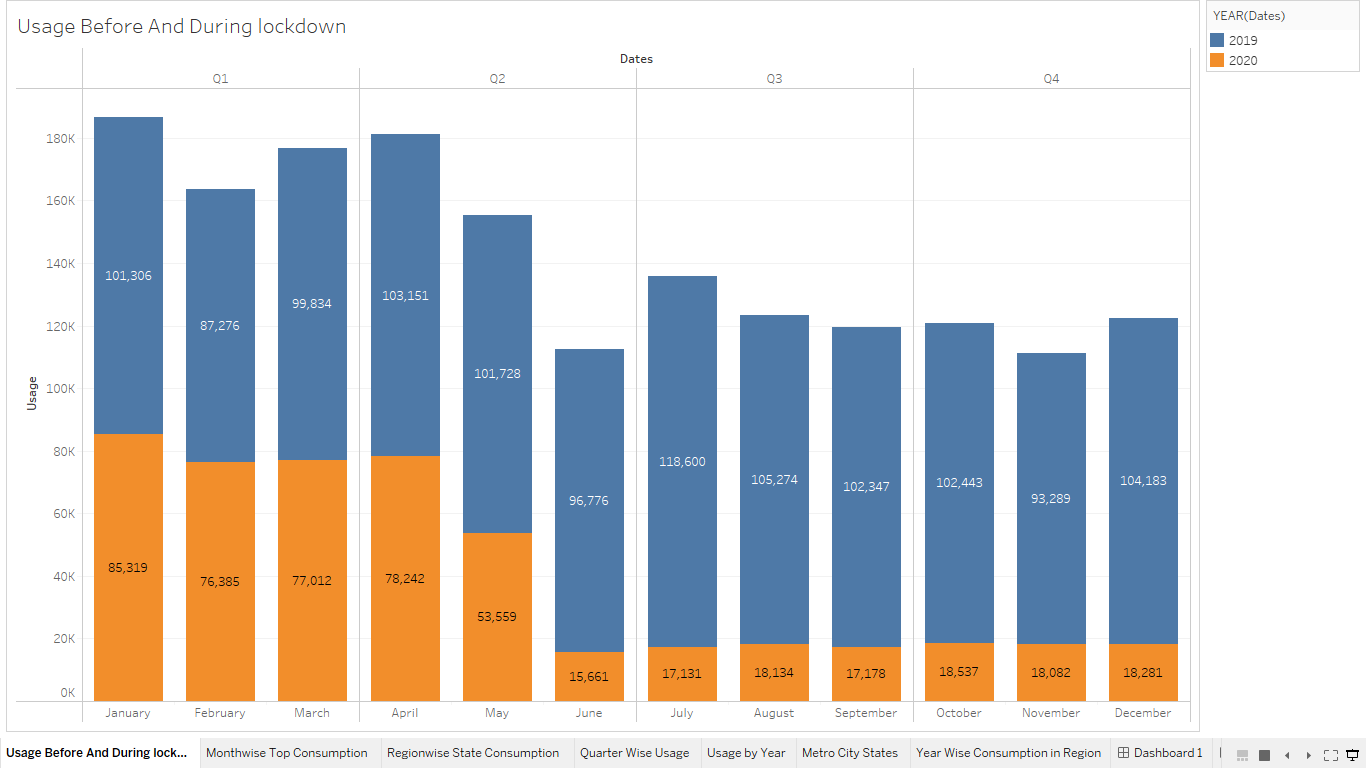 Usage Before And During lockdown
YEAR(Dates)
2019
2020
Dates
Q1 Q2 Q3 Q4
180K
160K
140K
120K
100K
80K
60K
40K
20K
0K
Usage
101,306 87,276 99,834 103,151 101,728 96,776 118,600 105,274 102,347 102,443 93,289 104,183
85,319 76,385 77,012 78,242 53,559 15,661 17,131 18,134 17,178 18,537 18,082 18,281
January February March April May June July August September October November December
Usage Before And During lock... Monthwise Top Consumption Regionwise State Consumption Quarter Wise Usage Usage by Year Metro City States Year Wise Consumption in Region Dashboard 1